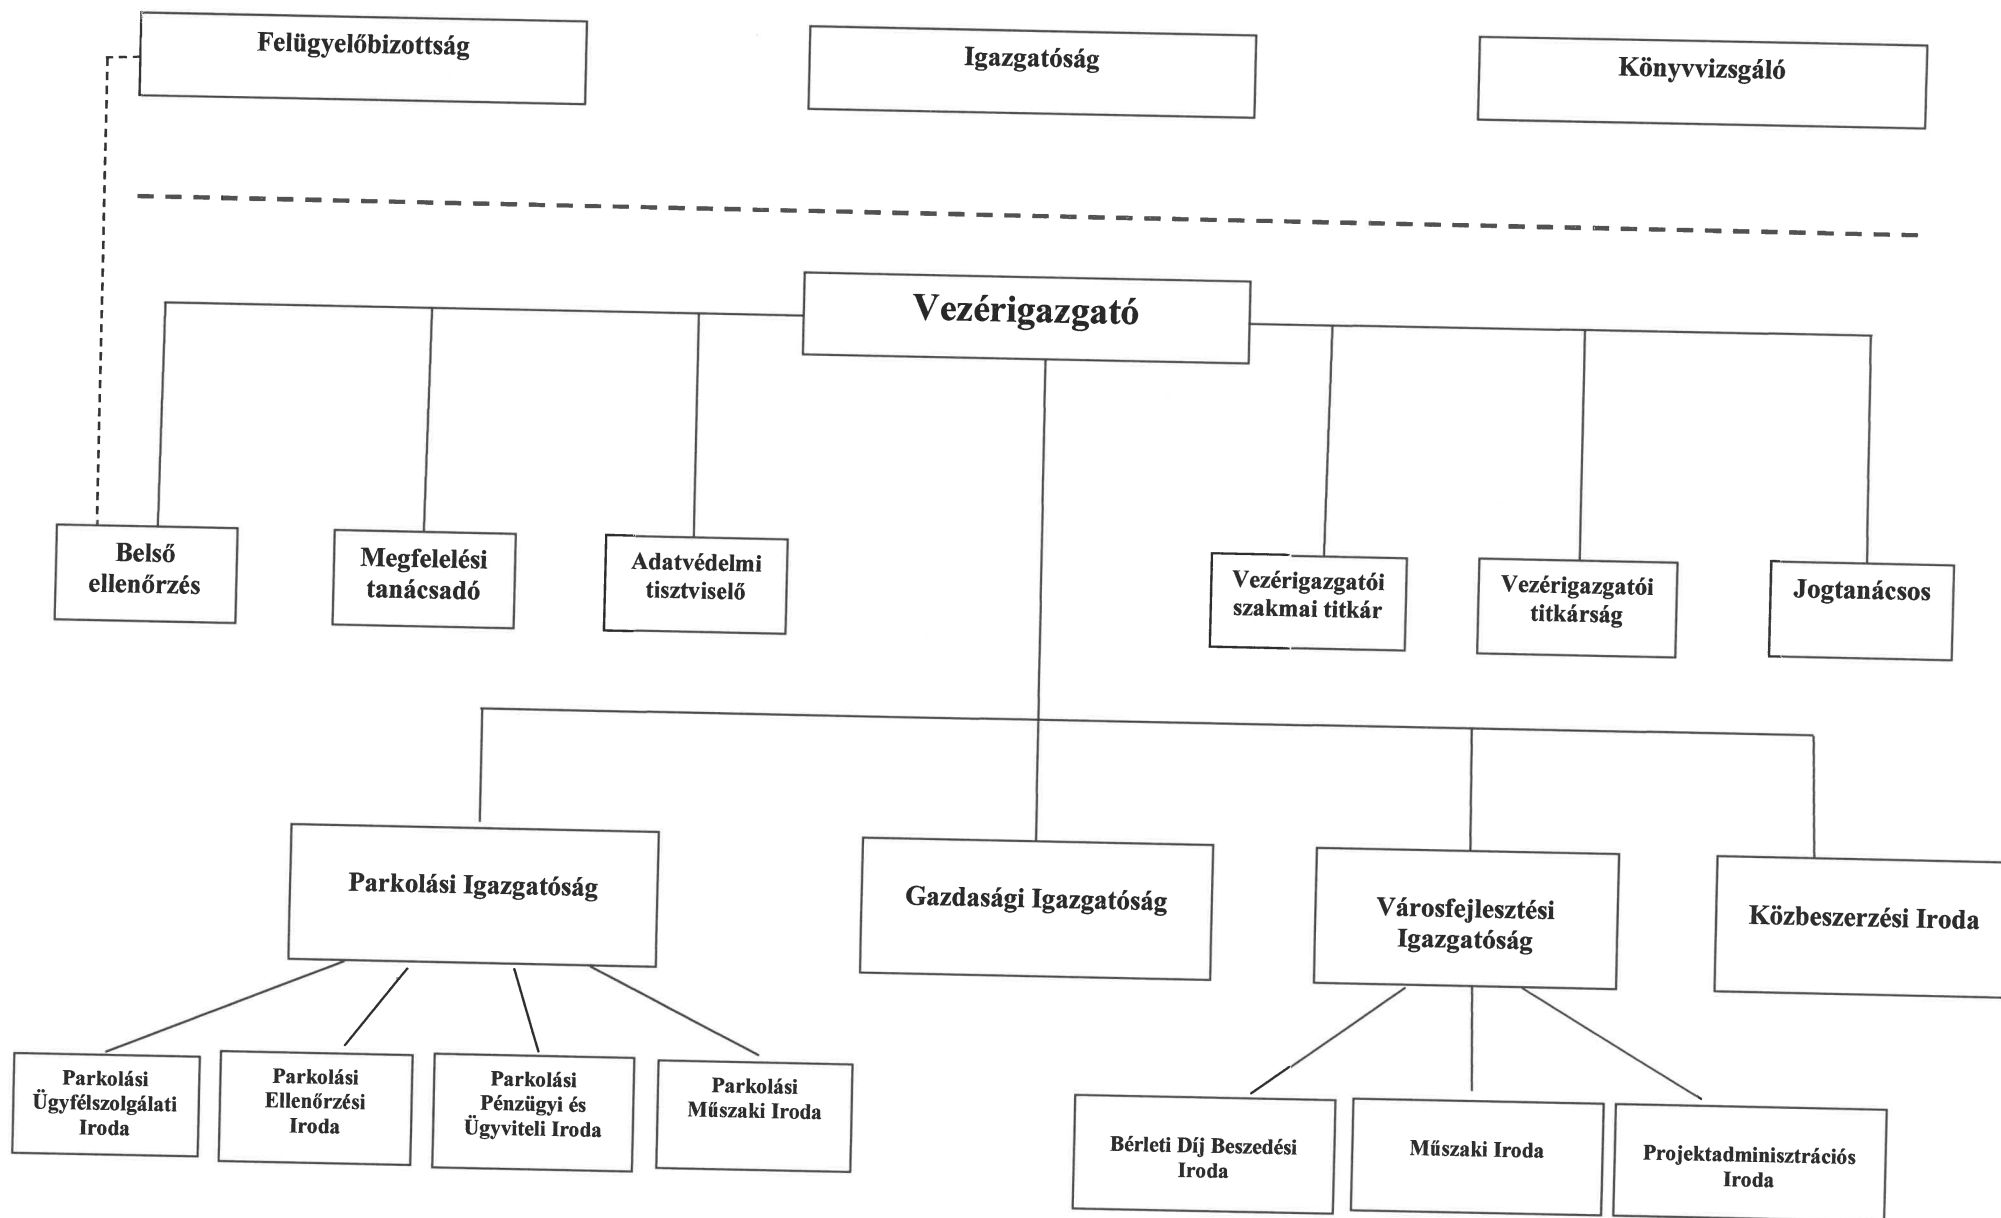 Felügyelőbizottság
Igazgatóság
Könyvvizsgáló
Vezérigazgató
Belső
ellenőrzés
Megfelelési
tanácsadó
Adatvédelmi
tisztviselő
Vezérigazgatói
szakmai titkár
Vezérigazgatói
titkárság
Jogtanácsos
Parkolási Igazgatóság
Gazdasági Igazgatóság
Városfejlesztési
Igazgatóság
Közbeszerzési Iroda
Parkolási
Ügyfélszolgálati
Iroda
Parkolási
Ellenőrzési
Iroda
Parkolási
Pénzügyi és
Ügyviteli Iroda
Parkolási
Műszaki Iroda
Bérleti Díj Beszedési
Iroda
Műszaki Iroda
Projektadminisztrációs
Iroda